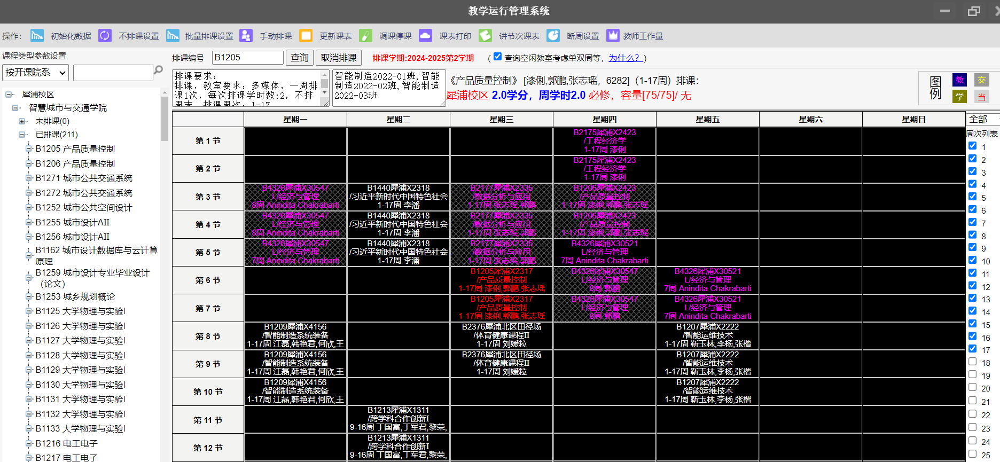 教学运行管理系统
操作： 初始化数据 不排课设置 批量排课设置 手动排课 更新课表 调课停课 课表打印 讲节次课表 断周设置 教师工作量
课程类型参数设置
按开课院系
排课编号 B1205 查询 取消排课 排课学期:2024-2025第2学期 （ 查询空闲教室考虑单双周等，为什么？）
排课要求：
排课，教室要求：多媒体，一周排
课1次，每次排课学时数:2，不排
周末，排课周次：1-17
智能制造2022-01班,智能
制造2022-02班,智能制造
2022-03班
《产品质量控制》 [漆俐,郭鹏,张志瑶，6282]（1-17周）排课：
犀浦校区 2.0学分，周学时2.0 必修，容量[75/75]/ 无
图例 教 交 学 当
犀浦校区
智慧城市与交通学院
未排课(0)
已排课(211)
B1205 产品质量控制
B1206 产品质量控制
B1271 城市公共交通系统
B1272 城市公共交通系统
B1252 城市公共空间设计
B1255 城市设计AII
B1256 城市设计AII
B1162 城市设计数据库与云计算
原理
B1259 城市设计专业毕业设计
（论文）
B1253 城乡规划概论
B1125 大学物理与实验I
B1126 大学物理与实验I
B1127 大学物理与实验I
B1128 大学物理与实验I
B1129 大学物理与实验I
B1130 大学物理与实验I
B1131 大学物理与实验I
B1132 大学物理与实验I
B1133 大学物理与实验I
B1216 电工电子
B1217 电工电子
星期一 星期二 星期三 星期四 星期五 星期六 星期日
第 1 节
B2175犀浦X2423
/工程经济学
1-17周 漆俐
第 2 节
B2175犀浦X2423
/工程经济学
1-17周 漆俐
第 3 节
B4326犀浦X30547
L/经济与管理
8周 Anindita Chakrabarti
B1440犀浦X2318
/习近平新时代中国特色社会
1-17周 李潘
B2177犀浦X2335
/数据分析与应用
1-17周 张志瑶,郭鹏
B1206犀浦X2423
/产品质量控制
1-17周 漆俐,郭鹏,张志瑶
第 4 节
B4326犀浦X30547
L/经济与管理
8周 Anindita Chakrabarti
B1440犀浦X2318
/习近平新时代中国特色社会
1-17周 李潘
B2177犀浦X2335
/数据分析与应用
1-17周 张志瑶,郭鹏
B1206犀浦X2423
/产品质量控制
1-17周 漆俐,郭鹏,张志瑶
第 5 节
B4326犀浦X30547
L/经济与管理
7周 Anindita Chakrabarti
B1440犀浦X2318
/习近平新时代中国特色社会
1-17周 李潘
B2177犀浦X2335
/数据分析与应用
1-17周 张志瑶,郭鹏
B4326犀浦X30521
L/经济与管理
7周 Anindita Chakrabarti
第 6 节
B1205犀浦X2317
/产品质量控制
1-17周 漆俐,郭鹏,张志瑶
B4326犀浦X30547
L/经济与管理
8周 郭鹏
B4326犀浦X30521
L/经济与管理
7周 Anindita Chakrabarti
第 7 节
B1205犀浦X2317
/产品质量控制
1-17周 漆俐,郭鹏,张志瑶
B4326犀浦X30547
L/经济与管理
8周 郭鹏
B4326犀浦X30521
L/经济与管理
7周 Anindita Chakrabarti
第 8 节
B1209犀浦X4156
/智能制造系统装备
1-17周 江磊,韩艳君,何欣,王
B2376犀浦北区田径场
/体育健康课程II
1-17周 刘媛粒
B1207犀浦X2222
/智能运维技术
1-17周 靳玉林,李杨,张楷
第 9 节
B1209犀浦X4156
/智能制造系统装备
1-17周 江磊,韩艳君,何欣,王
B2376犀浦北区田径场
/体育健康课程II
1-17周 刘媛粒
B1207犀浦X2222
/智能运维技术
1-17周 靳玉林,李杨,张楷
第 10 节
B1209犀浦X4156
/智能制造系统装备
1-17周 江磊,韩艳君,何欣,王
B1207犀浦X2222
/智能运维技术
1-17周 靳玉林,李杨,张楷
第 11 节
B1213犀浦X1311
/跨学科合作创新I
9-16周 丁国富,丁军君,黎荣,
第 12 节
B1213犀浦X1311
/跨学科合作创新I
9-16周 丁国富,丁军君,黎荣,
全部
周次列表
1
2
3
4
5
6
7
8
9
10
11
12
13
14
15
16
17
18
19
20
21
22
23
24
25